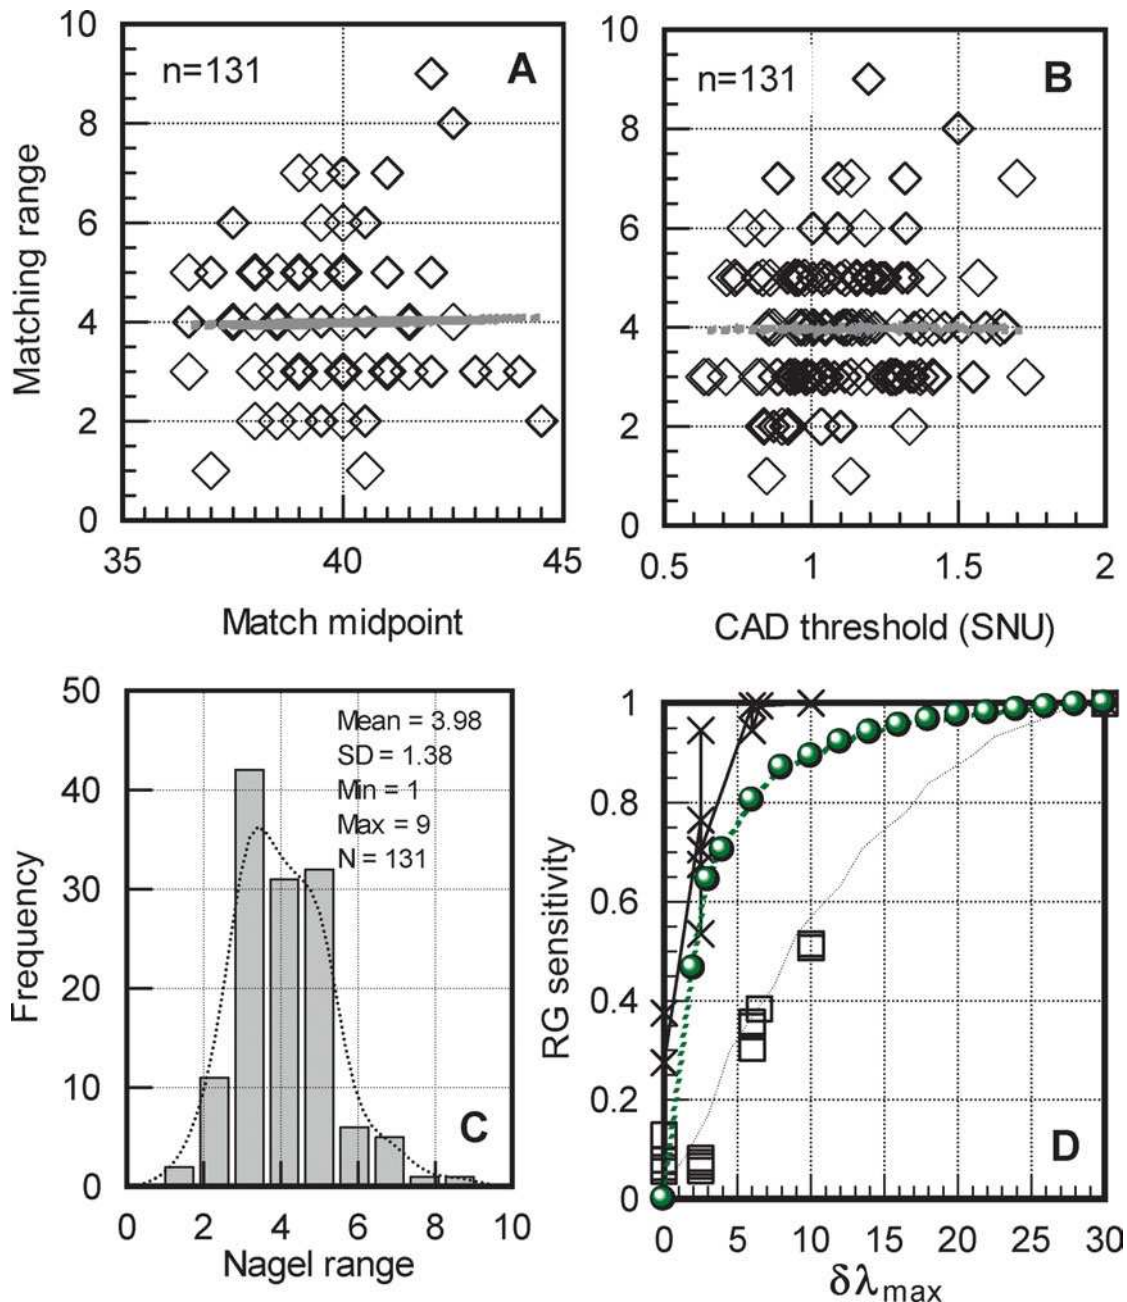 10
8
6
4
2
0
Matching range
n=131
A
35
40
45
Match midpoint
10
8
6
4
2
0
n=131
B
0.5
1
1.5
2
CAD threshold (SNU)
50
40
30
20
10
0
Frequency
Mean = 3.98
SD = 1.38
Min = 1
Max = 9
N = 131
C
0
2
4
6
8
10
Nagel range
1
0.8
0.6
0.4
0.2
0
RG sensitivity
D
0
5
10
15
20
25
30
δλmax